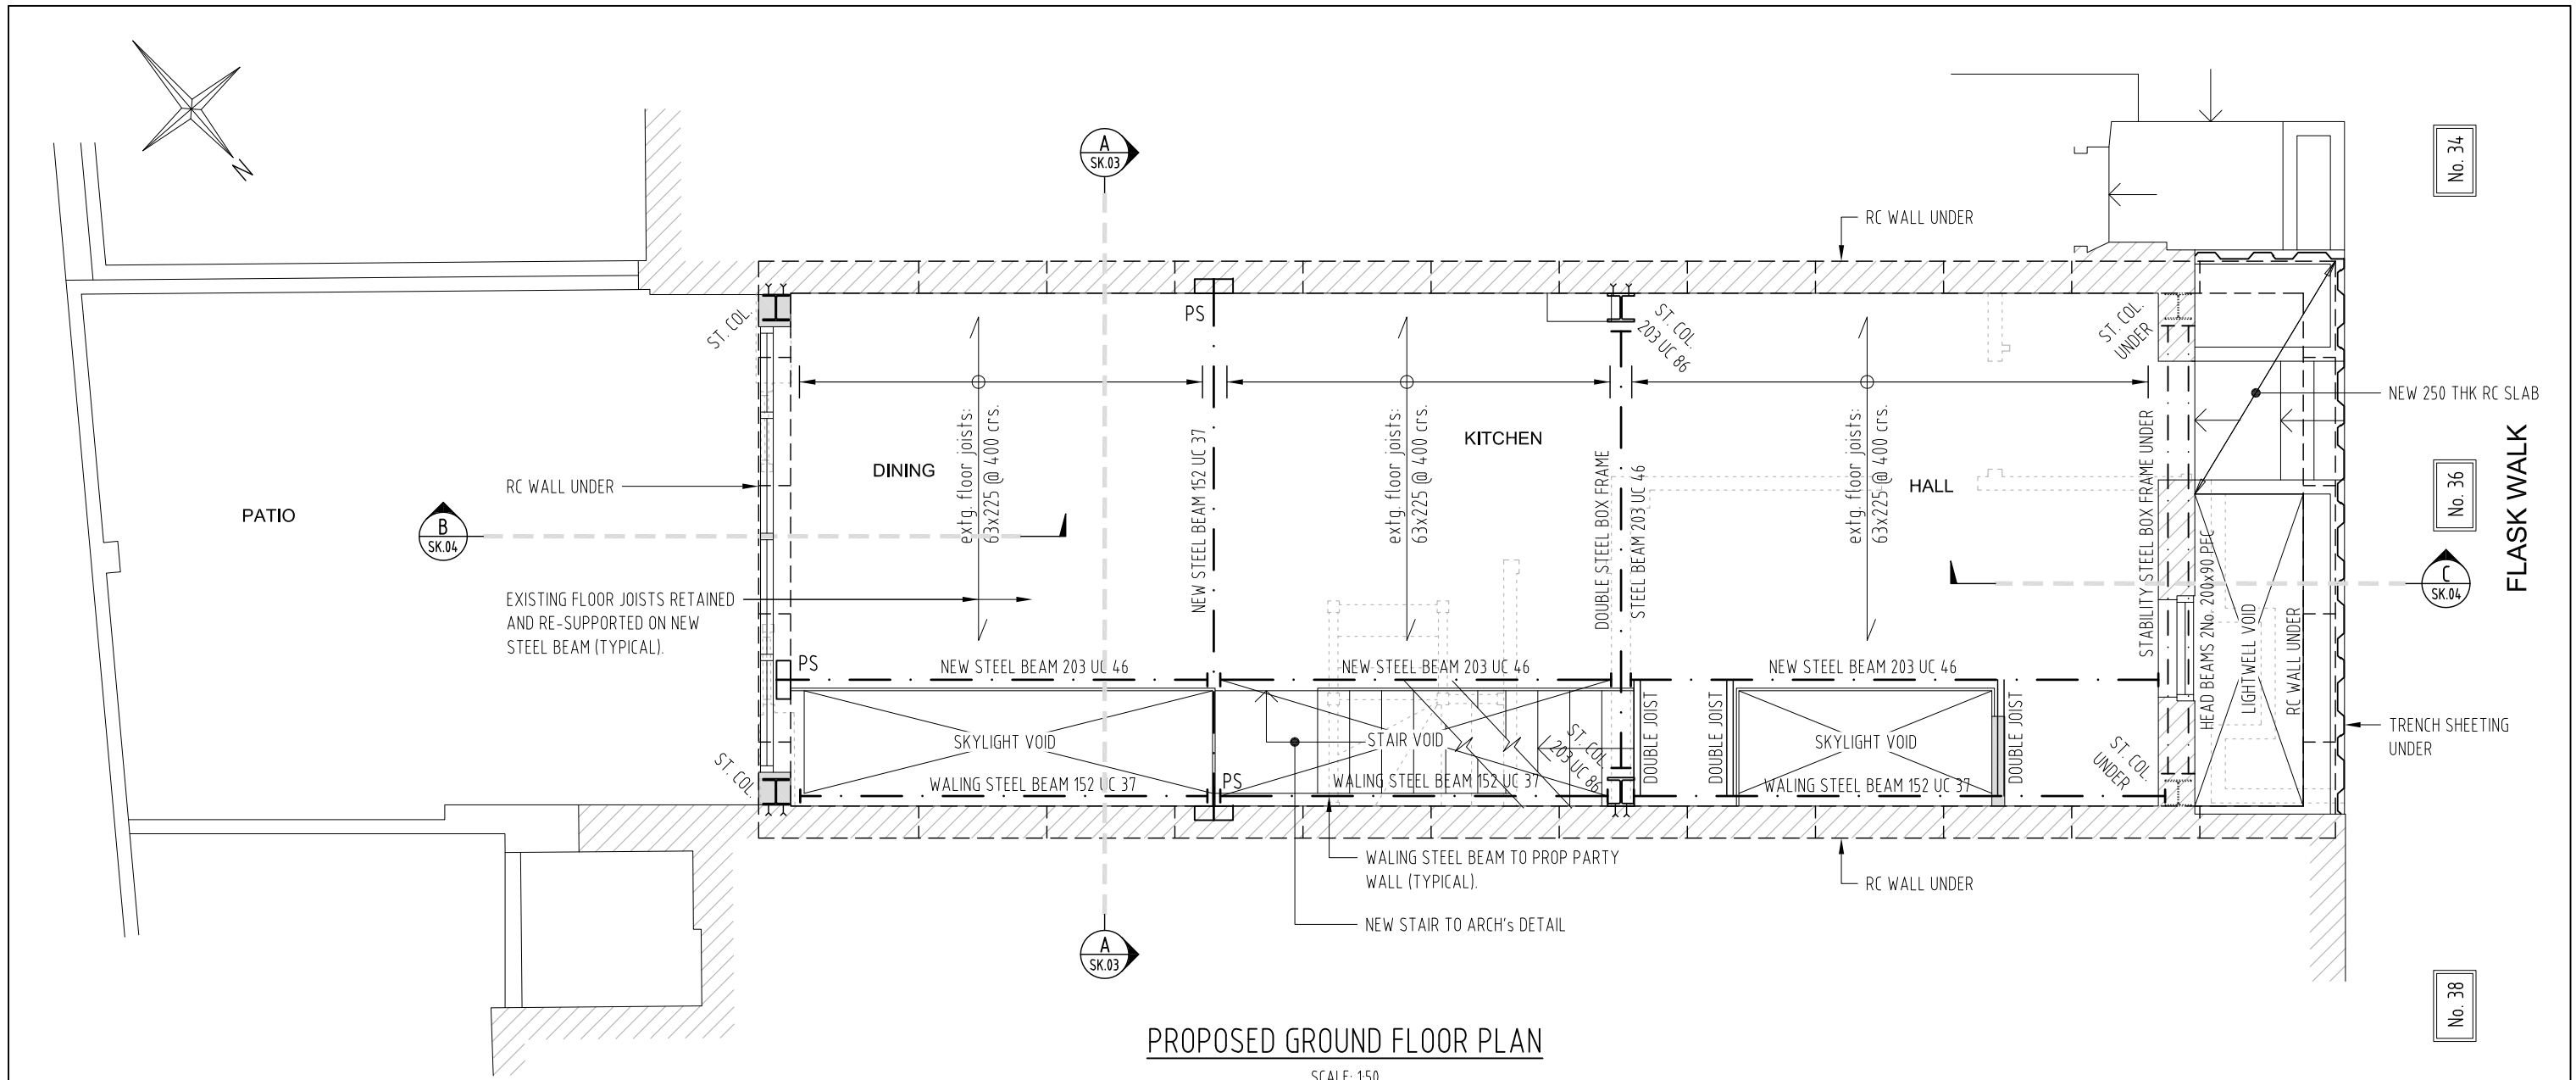 N
A
SK.03
No. 34
RC WALL UNDER
ST. COL.
PS
ST. COL.
203 UC 86
ST. COL.
UNDER
NEW 250 THK RC SLAB
extg. floor joists:
63x225 @ 400 crs.
NEW STEEL BEAM 152 UC 37
extg. floor joists:
63x225 @ 400 crs.
DOUBLE STEEL BOX FRAME
STEEL BEAM 203 UC 46
extg. floor joists:
63x225 @ 400 crs.
STABILITY STEEL BOX FRAME UNDER
HEAD BEAMS 2No. 200x90 PFC
KITCHEN
DINING
HALL
RC WALL UNDER
PATIO
B
SK.04
No. 36
FLASK WALK
C
SK.04
EXISTING FLOOR JOISTS RETAINED
AND RE-SUPPORTED ON NEW
STEEL BEAM (TYPICAL).
LIGHTWELL VOID
RC WALL UNDER
PS
NEW STEEL BEAM 203 UC 46
NEW STEEL BEAM 203 UC 46
NEW STEEL BEAM 203 UC 46
DOUBLE JOIST
DOUBLE JOIST
DOUBLE JOIST
SKYLIGHT VOID
STAIR VOID
SKYLIGHT VOID
TRENCH SHEETING
UNDER
ST. COL.
ST. COL.
203 UC 86
ST. COL.
UNDER
WALING STEEL BEAM 152 UC 37
PS
WALING STEEL BEAM 152 UC 37
WALING STEEL BEAM 152 UC 37
WALING STEEL BEAM TO PROP PARTY
WALL (TYPICAL).
RC WALL UNDER
NEW STAIR TO ARCH's DETAIL
A
SK.03
No. 38
PROPOSED GROUND FLOOR PLAN
SCALE: 1:50